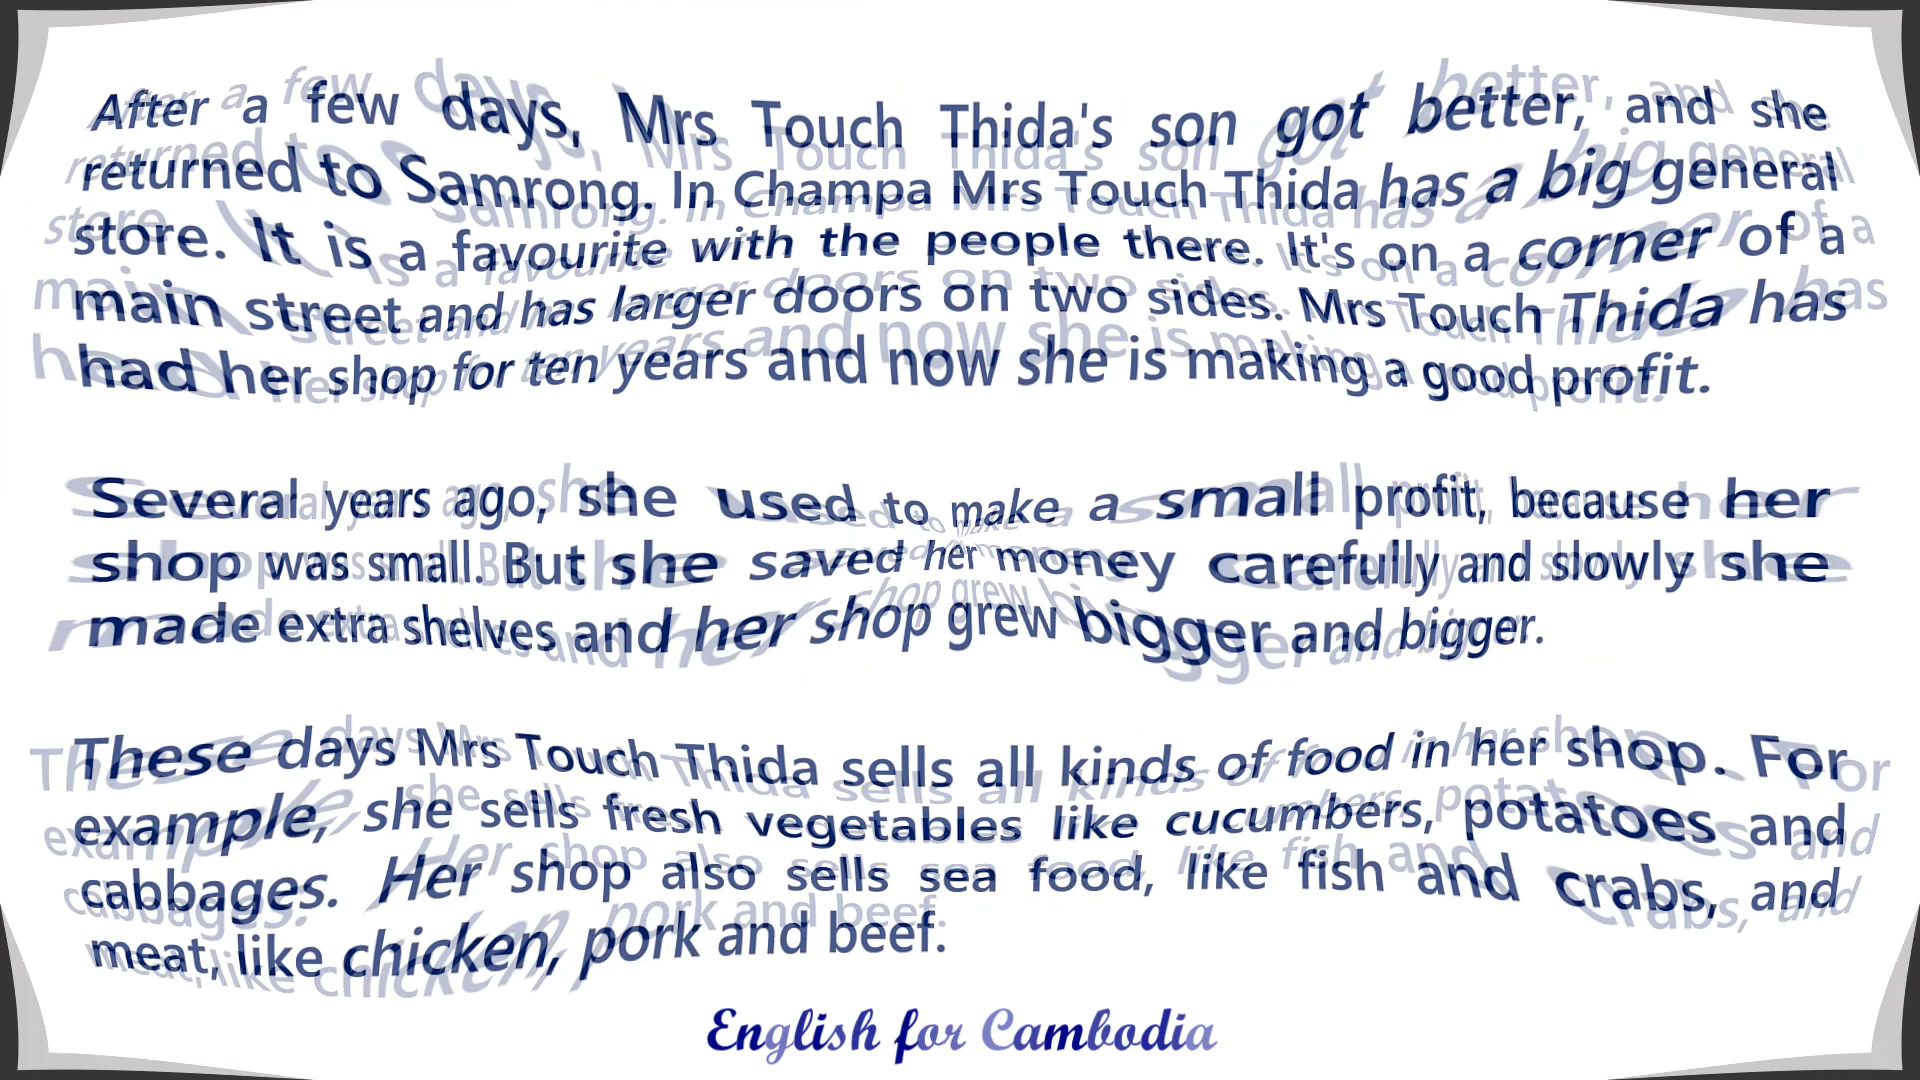 After a few days, Mrs Touch Thida's son got better, and she
returned to Samrong. In Champa Mrs Touch Thida has a big general
store. It is a favourite with the people there. It's on a corner of a
main street and has larger doors on two sides. Mrs Touch Thida has
had her shop for ten years and now she is making a good profit.
Several years ago, she used to make a small profit, because her
shop was small. But she saved her money carefully and slowly she
made extra shelves and her shop grew bigger and bigger.
These days Mrs Touch Thida sells all kinds of food in her shop. For
example, she sells fresh vegetables like cucumbers, potatoes and
cabbages. Her shop also sells sea food, like fish and crabs, and
meat, like chicken, pork and beef.
English for Cambodia